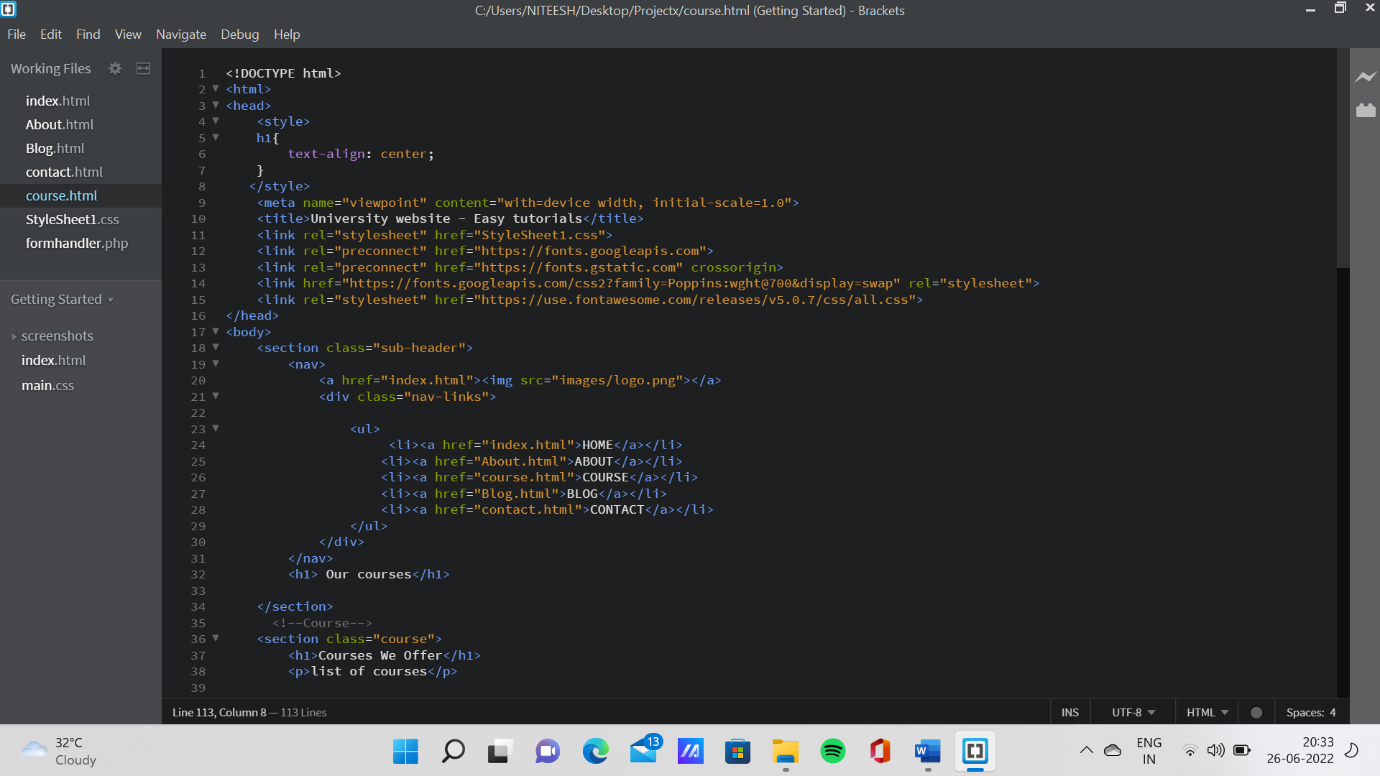 C:/Users/NITEESH/Desktop/Projectx/course.html (Getting Started) - Brackets
File Edit Find View Navigate Debug Help
Working Files
index.html
About.html
Blog.html
contact.html
course.html
StyleSheet1.css
formhandler.php
Getting Started
screenshots
index.html
main.css
1 <!DOCTYPE html>
2 <html>
3 <head>
4 <style>
5 h1{
6 text-align: center;
7 }
8 </style>
9 <meta name="viewpoint" content="with=device width, initial-scale=1.0">
10 <title>University website - Easy tutorials</title>
11 <link rel="stylesheet" href="StyleSheet1.css">
12 <link rel="preconnect" href="https://fonts.googleapis.com">
13 <link rel="preconnect" href="https://fonts.gstatic.com" crossorigin>
14 <link href="https://fonts.googleapis.com/css2?family=Poppins:wght@700&display=swap" rel="stylesheet">
15 <link rel="stylesheet" href="https://use.fontawesome.com/releases/v5.0.7/css/all.css">
16 </head>
17 <body>
18 <section class="sub-header">
19 <nav>
20 <a href="index.html"><img src="images/logo.png"></a>
21 <div class="nav-links">
22
23 <ul>
24 <li><a href="index.html">HOME</a></li>
25 <li><a href="About.html">ABOUT</a></li>
26 <li><a href="course.html">COURSE</a></li>
27 <li><a href="Blog.html">BLOG</a></li>
28 <li><a href="contact.html">CONTACT</a></li>
29 </ul>
30 </div>
31 </nav>
32 <h1> Our courses</h1>
33
34 </section>
35 <!--Course-->
36 <section class="course">
37 <h1>Courses We Offer</h1>
38 <p>list of courses</p>
39
Line 113, Column 8 — 113 Lines
INS UTF-8 HTML Spaces: 4
32°C
Cloudy
13
ENG
IN
20:33
26-06-2022